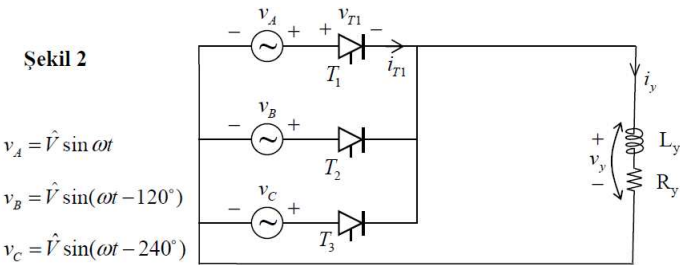 Şekil 2
v_A = V̂ sin ωt
v_B = V̂ sin(ωt − 120°)
v_C = V̂ sin(ωt − 240°)
v_A
− +
+ v_T1 −
T_1
i_T1
v_B
− +
T_2
v_C
− +
T_3
i_y
+
v_y
−
L_y
R_y